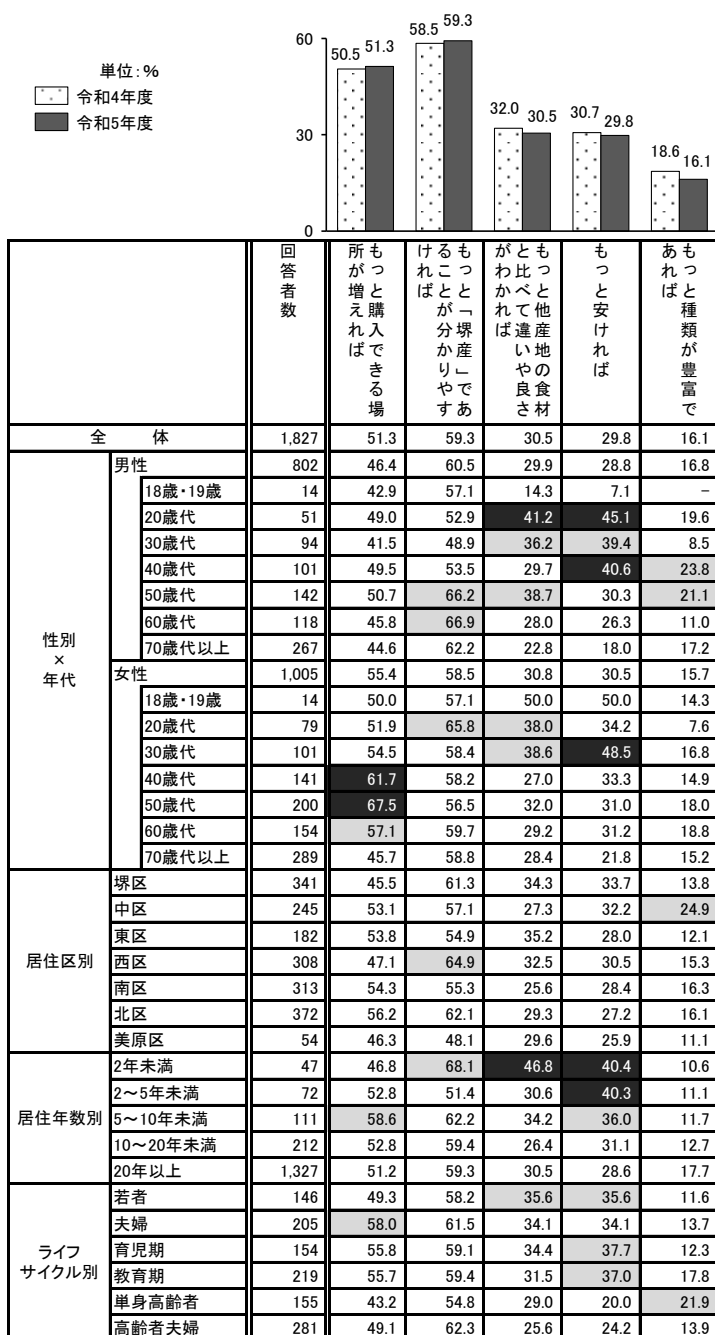 単位:%
令和4年度
令和5年度
60
30
0
50.5 51.3
58.5 59.3
32.0 30.5
30.7 29.8
18.6 16.1
回答者数
もっと購入できる場
所が増えれば
もっと「堺産」であ
ることが分かりやす
ければ
もっと他産地の食材
と比べて違いや良さ
がわかれば
もっと安ければ
もっと種類が豊富で
あれば
全 体 1,827 51.3 59.3 30.5 29.8 16.1
性別
×
年代
男性 802 46.4 60.5 29.9 28.8 16.8
18歳・19歳 14 42.9 57.1 14.3 7.1 −
20歳代 51 49.0 52.9 41.2 45.1 19.6
30歳代 94 41.5 48.9 36.2 39.4 8.5
40歳代 101 49.5 53.5 29.7 40.6 23.8
50歳代 142 50.7 66.2 38.7 30.3 21.1
60歳代 118 45.8 66.9 28.0 26.3 11.0
70歳代以上 267 44.6 62.2 22.8 18.0 17.2
女性 1,005 55.4 58.5 30.8 30.5 15.7
18歳・19歳 14 50.0 57.1 50.0 50.0 14.3
20歳代 79 51.9 65.8 38.0 34.2 7.6
30歳代 101 54.5 58.4 38.6 48.5 16.8
40歳代 141 61.7 58.2 27.0 33.3 14.9
50歳代 200 67.5 56.5 32.0 31.0 18.0
60歳代 154 57.1 59.7 29.2 31.2 18.8
70歳代以上 289 45.7 58.8 28.4 21.8 15.2
居住区別
堺区 341 45.5 61.3 34.3 33.7 13.8
中区 245 53.1 57.1 27.3 32.2 24.9
東区 182 53.8 54.9 35.2 28.0 12.1
西区 308 47.1 64.9 32.5 30.5 15.3
南区 313 54.3 55.3 25.6 28.4 16.3
北区 372 56.2 62.1 29.3 27.2 16.1
美原区 54 46.3 48.1 29.6 25.9 11.1
居住年数別
2年未満 47 46.8 68.1 46.8 40.4 10.6
2～5年未満 72 52.8 51.4 30.6 40.3 11.1
5～10年未満 111 58.6 62.2 34.2 36.0 11.7
10～20年未満 212 52.8 59.4 26.4 31.1 12.7
20年以上 1,327 51.2 59.3 30.5 28.6 17.7
ライフ
サイクル別
若者 146 49.3 58.2 35.6 35.6 11.6
夫婦 205 58.0 61.5 34.1 34.1 13.7
育児期 154 55.8 59.1 34.4 37.7 12.3
教育期 219 55.7 59.4 31.5 37.0 17.8
単身高齢者 155 43.2 54.8 29.0 20.0 21.9
高齢者夫婦 281 49.1 62.3 25.6 24.2 13.9